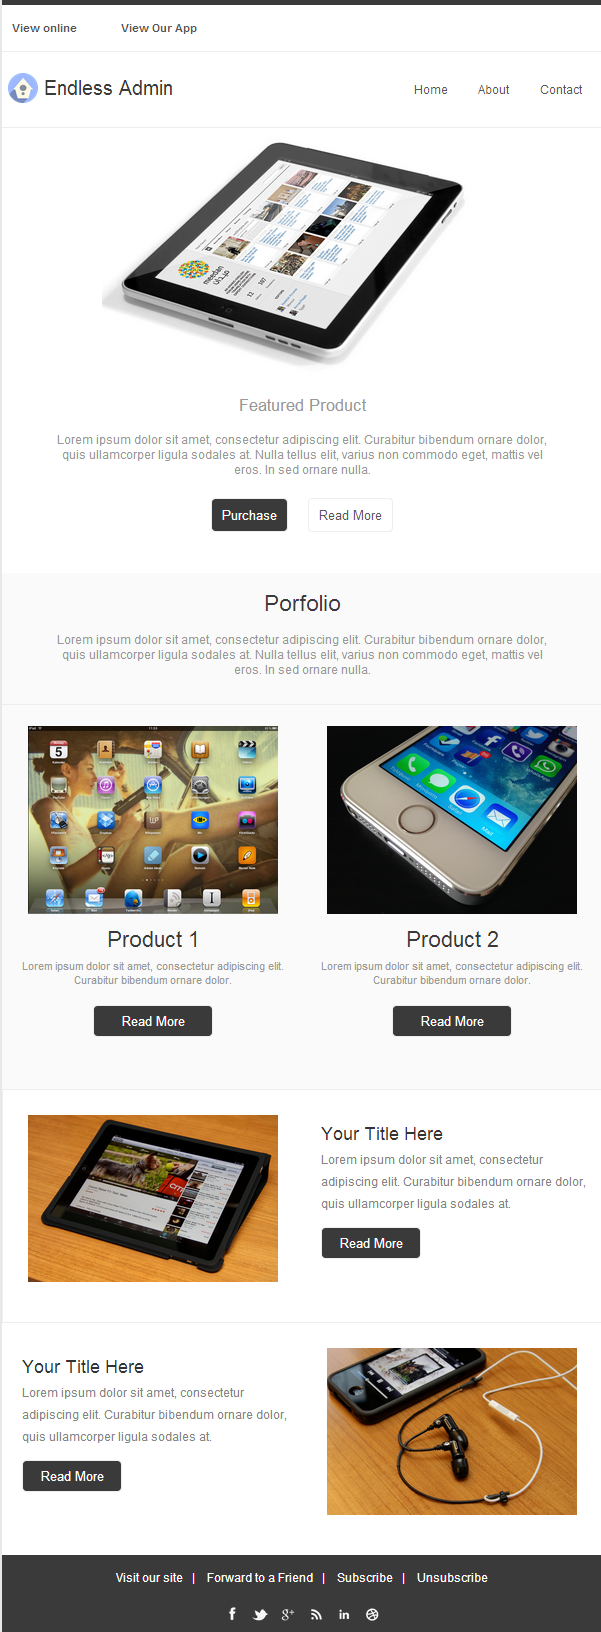 View online View Our App
Endless Admin
Home About Contact
meedan
Featured Product
Lorem ipsum dolor sit amet, consectetur adipiscing elit. Curabitur bibendum ornare dolor,
quis ullamcorper ligula sodales at. Nulla tellus elit, varius non commodo eget, mattis vel
eros. In sed ornare nulla.
Purchase Read More
Porfolio
Lorem ipsum dolor sit amet, consectetur adipiscing elit. Curabitur bibendum ornare dolor,
quis ullamcorper ligula sodales at. Nulla tellus elit, varius non commodo eget, mattis vel
eros. In sed ornare nulla.
Product 1
Lorem ipsum dolor sit amet, consectetur adipiscing elit.
Curabitur bibendum ornare dolor.
Read More
Product 2
Lorem ipsum dolor sit amet, consectetur adipiscing elit.
Curabitur bibendum ornare dolor.
Read More
Your Title Here
Lorem ipsum dolor sit amet, consectetur
adipiscing elit. Curabitur bibendum ornare dolor,
quis ullamcorper ligula sodales at.
Read More
Your Title Here
Lorem ipsum dolor sit amet, consectetur
adipiscing elit. Curabitur bibendum ornare dolor,
quis ullamcorper ligula sodales at.
Read More
Visit our site | Forward to a Friend | Subscribe | Unsubscribe